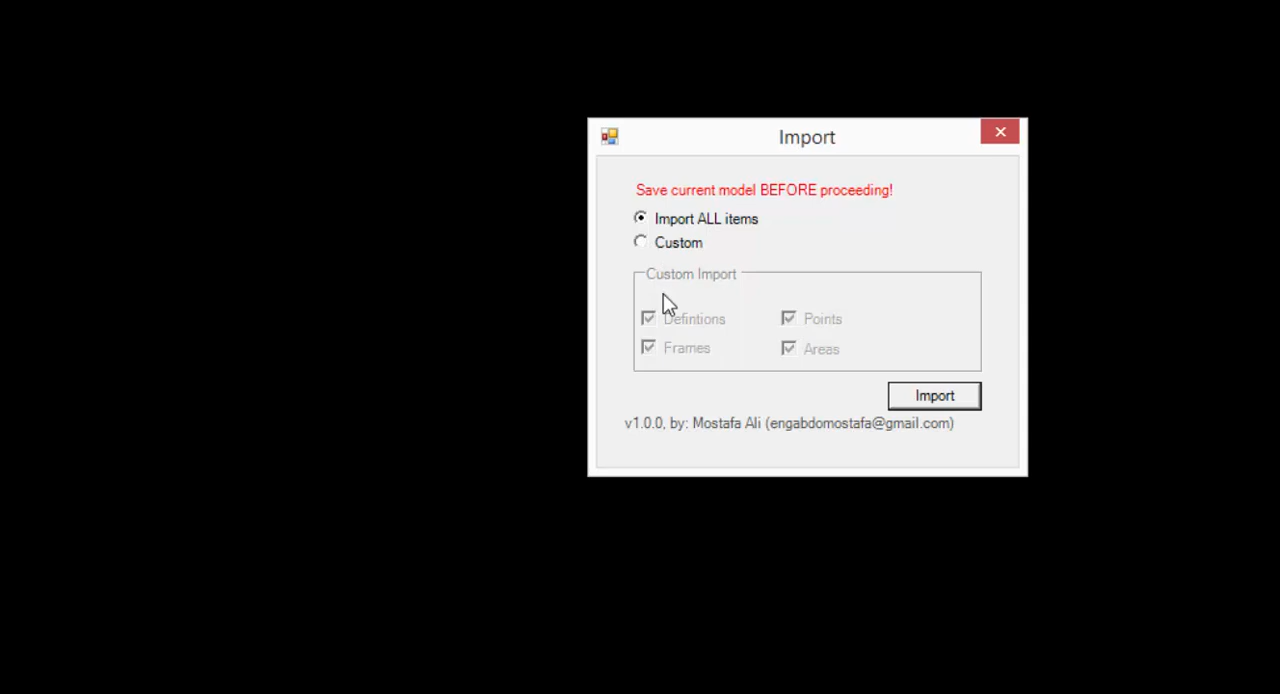 Import
Save current model BEFORE proceeding!
Import ALL items
Custom
Custom Import
Defintions Points
Frames Areas
Import
v1.0.0, by: Mostafa Ali (engabdomostafa@gmail.com)